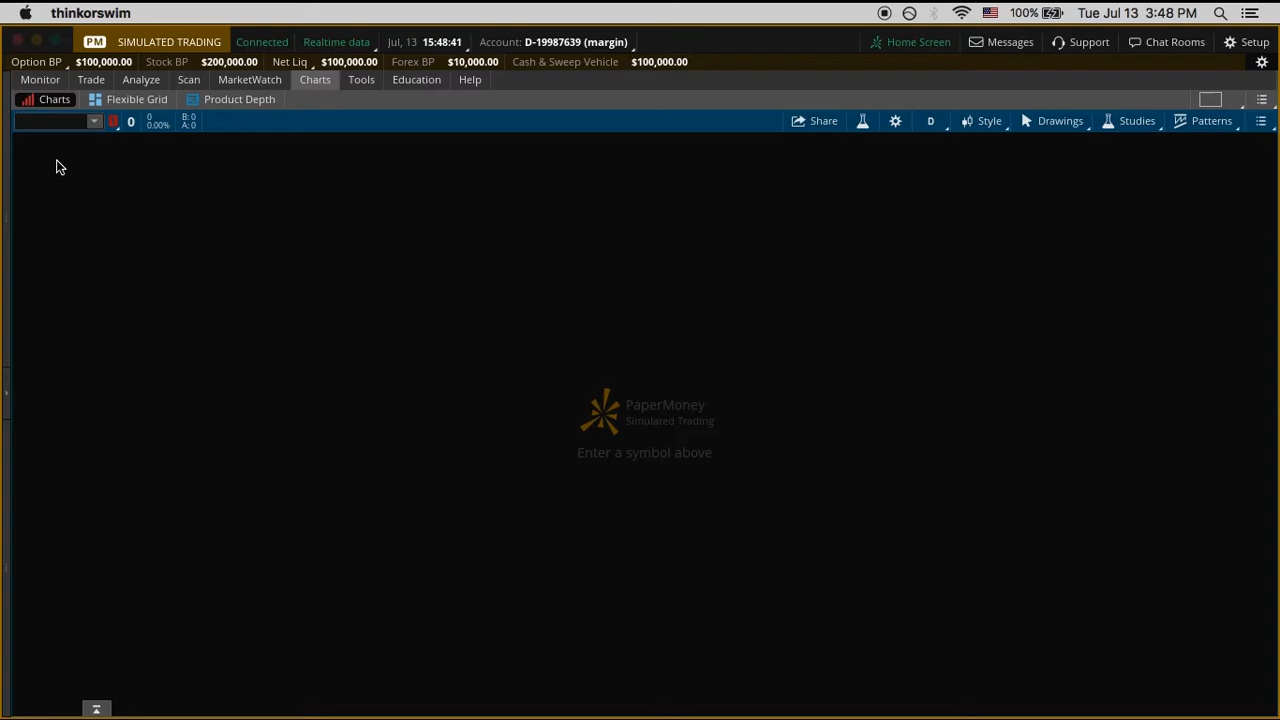 thinkorswim
100% Tue Jul 13 3:48 PM
PM SIMULATED TRADING Connected Realtime data Jul, 13 15:48:41 Account: D-19987639 (margin) Home Screen Messages Support Chat Rooms Setup
Option BP $100,000.00 Stock BP $200,000.00 Net Liq $100,000.00 Forex BP $10,000.00 Cash & Sweep Vehicle $100,000.00
Monitor Trade Analyze Scan MarketWatch Charts Tools Education Help
Charts Flexible Grid Product Depth
0 0 B: 0
0.00% A: 0
Share D Style Drawings Studies Patterns
PaperMoney
Simulated Trading
Enter a symbol above